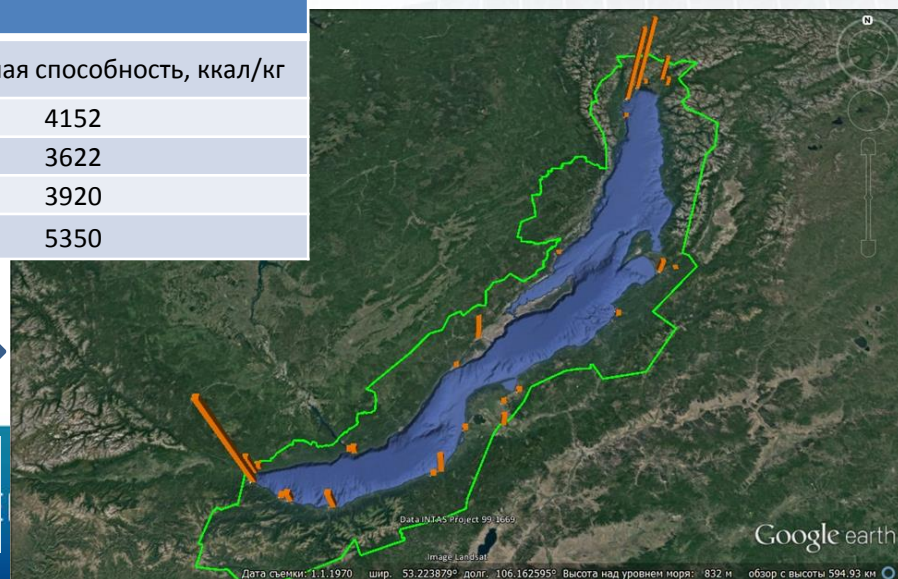 ная способность, ккал/кг
4152
3622
3920
5350
N
Data INTAS Project 99-1669
Image Landsat
Google earth
Дата съемки: 1.1.1970 шир. 53.223879° долг. 106.162595° Высота над уровнем моря: 832 м обзор с высоты 594.93 км